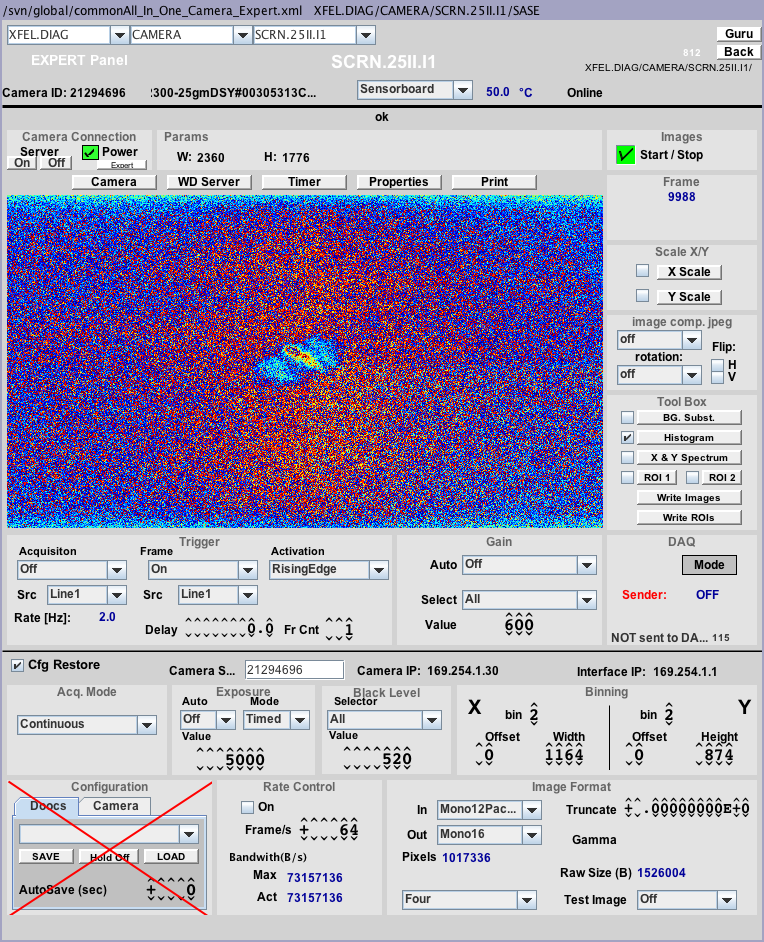 /svn/global/commonAll_In_One_Camera_Expert.xml XFEL.DIAG/CAMERA/SCRN.25II.I1/SASE
XFEL.DIAG CAMERA SCRN.25II.I1 Guru
812 Back
EXPERT Panel SCRN.25II.I1
XFEL.DIAG/CAMERA/SCRN.25II.I1/
Camera ID: 21294696 :300-25gmDSY#00305313C... Sensorboard 50.0 °C Online
ok
Camera Connection Params Images
Server Power W: 2360 H: 1776 Start / Stop
On Off Expert
Camera WD Server Timer Properties Print Frame
9988
Scale X/Y
X Scale
Y Scale
image comp. jpeg
off Flip:
rotation: H
off V
Tool Box
BG. Subst.
Histogram
X & Y Spectrum
ROI 1 ROI 2
Write Images
Write ROIs
Trigger Gain DAQ
Acquisiton Frame Activation
Off On RisingEdge Auto Off Mode
Src Line1 Src Line1 Select All Sender: OFF
Rate [Hz]: 2.0 Delay 0.0 Fr Cnt 1 Value 600
NOT sent to DA... 115
Cfg Restore Camera S... 21294696 Camera IP: 169.254.1.30 Interface IP: 169.254.1.1
Acq. Mode Exposure Black Level Binning
Auto Mode Selector X bin 2 bin 2 Y
Continuous Off Timed All
Value Value Offset Width Offset Height
5000 520 0 1164 0 874
Configuration Rate Control Image Format
Doocs Camera On In Mono12Pac... Truncate + .00000000E+0
Frame/s + 64 Out Mono16 Gamma
SAVE Hold Off LOAD Bandwith(B/s) Pixels 1017336
Max 73157136 Raw Size (B) 1526004
AutoSave (sec) + 0 Act 73157136 Four Test Image Off